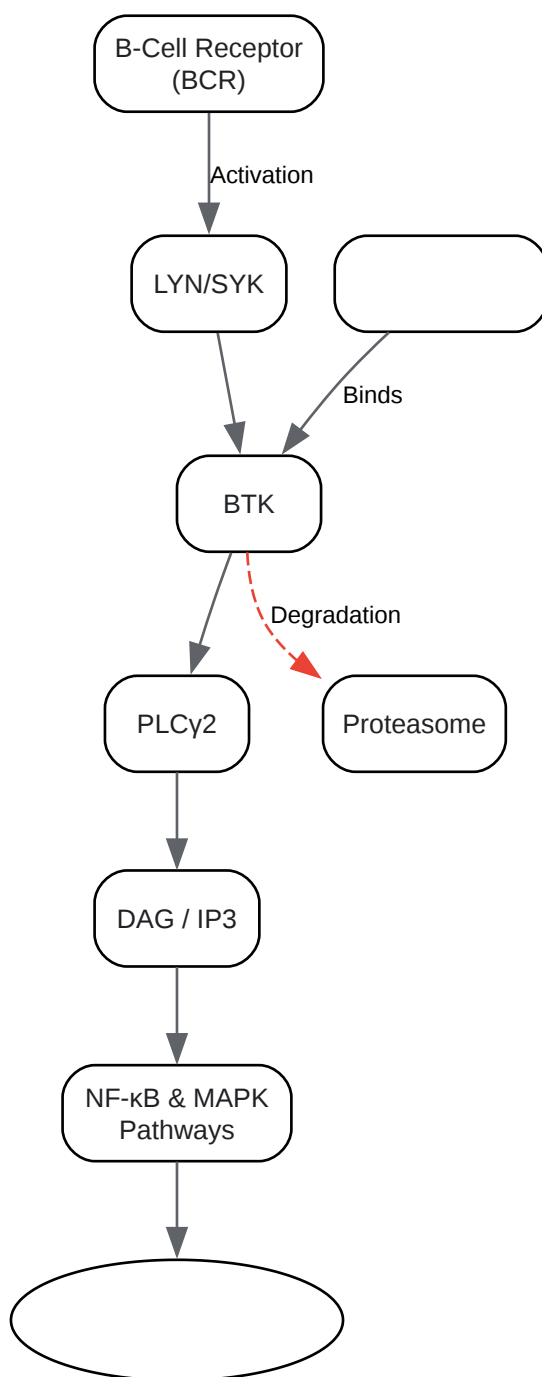 B-Cell Receptor
(BCR)
Activation
LYN/SYK
Binds
BTK
Degradation
PLCγ2
Proteasome
DAG / IP3
NF-κB & MAPK
Pathways